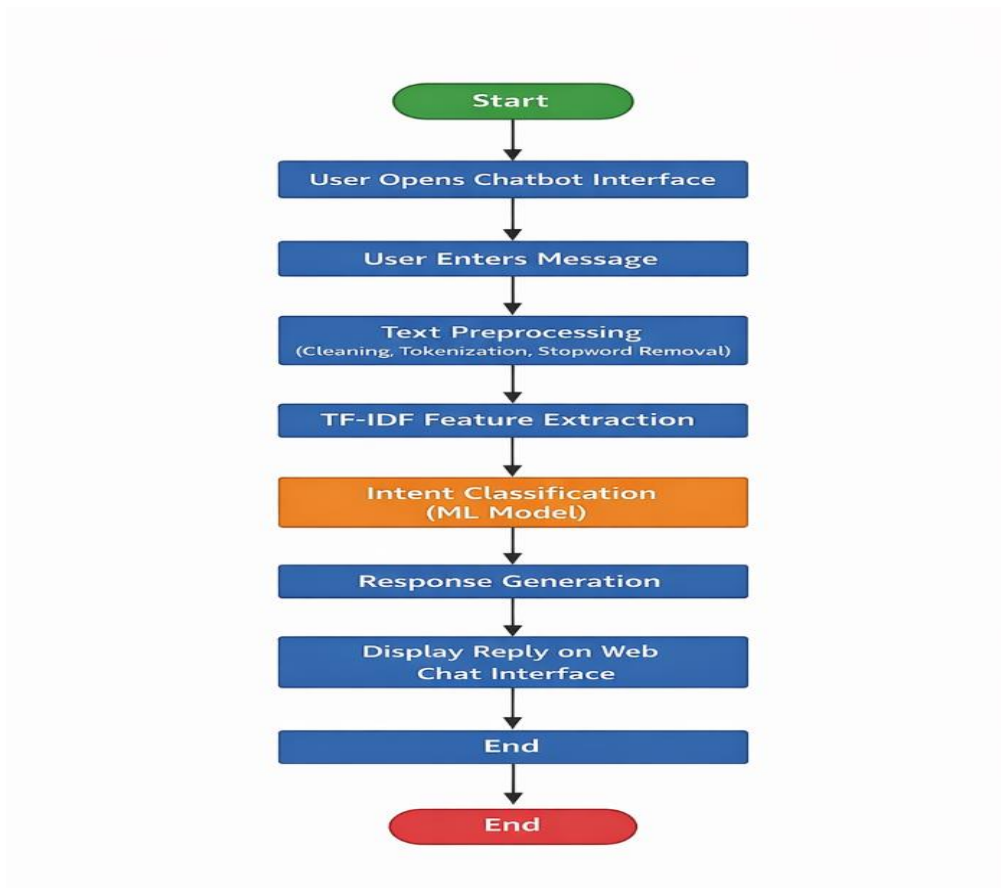 Start
User Opens Chatbot Interface
User Enters Message
Text Preprocessing
(Cleaning, Tokenization, Stopword Removal)
TF-IDF Feature Extraction
Intent Classification
(ML Model)
Response Generation
Display Reply on Web
Chat Interface
End
End